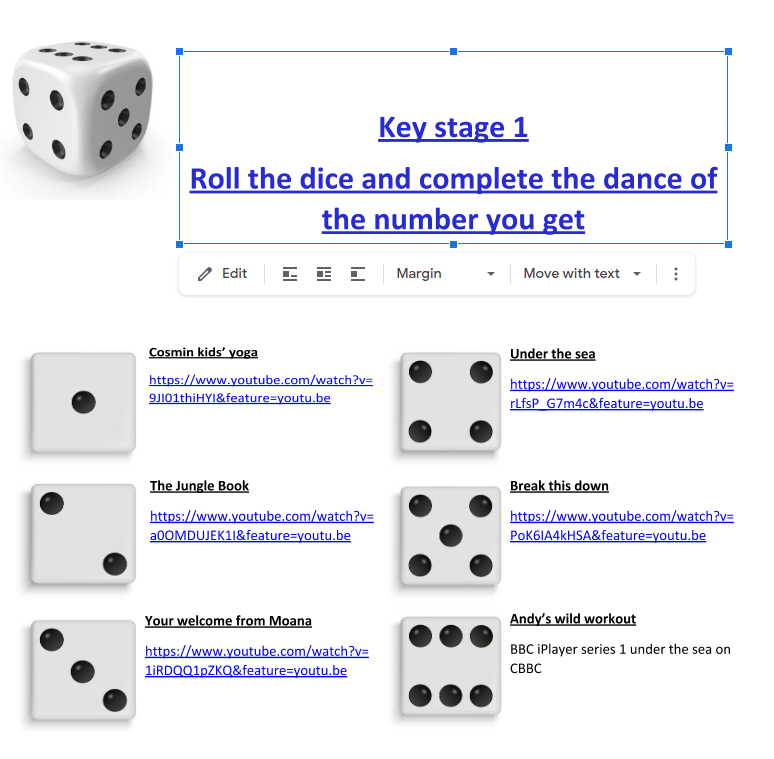 Key stage 1
Roll the dice and complete the dance of
the number you get
Edit
Margin
Move with text
Cosmin kids’ yoga
https://www.youtube.com/watch?v=
9JI01thiHYI&feature=youtu.be
Under the sea
https://www.youtube.com/watch?v=
rLfsP_G7m4c&feature=youtu.be
The Jungle Book
https://www.youtube.com/watch?v=
a0OMDUJEK1I&feature=youtu.be
Break this down
https://www.youtube.com/watch?v=
PoK6IA4kHSA&feature=youtu.be
Your welcome from Moana
https://www.youtube.com/watch?v=
1iRDQQ1pZKQ&feature=youtu.be
Andy’s wild workout
BBC iPlayer series 1 under the sea on
CBBC